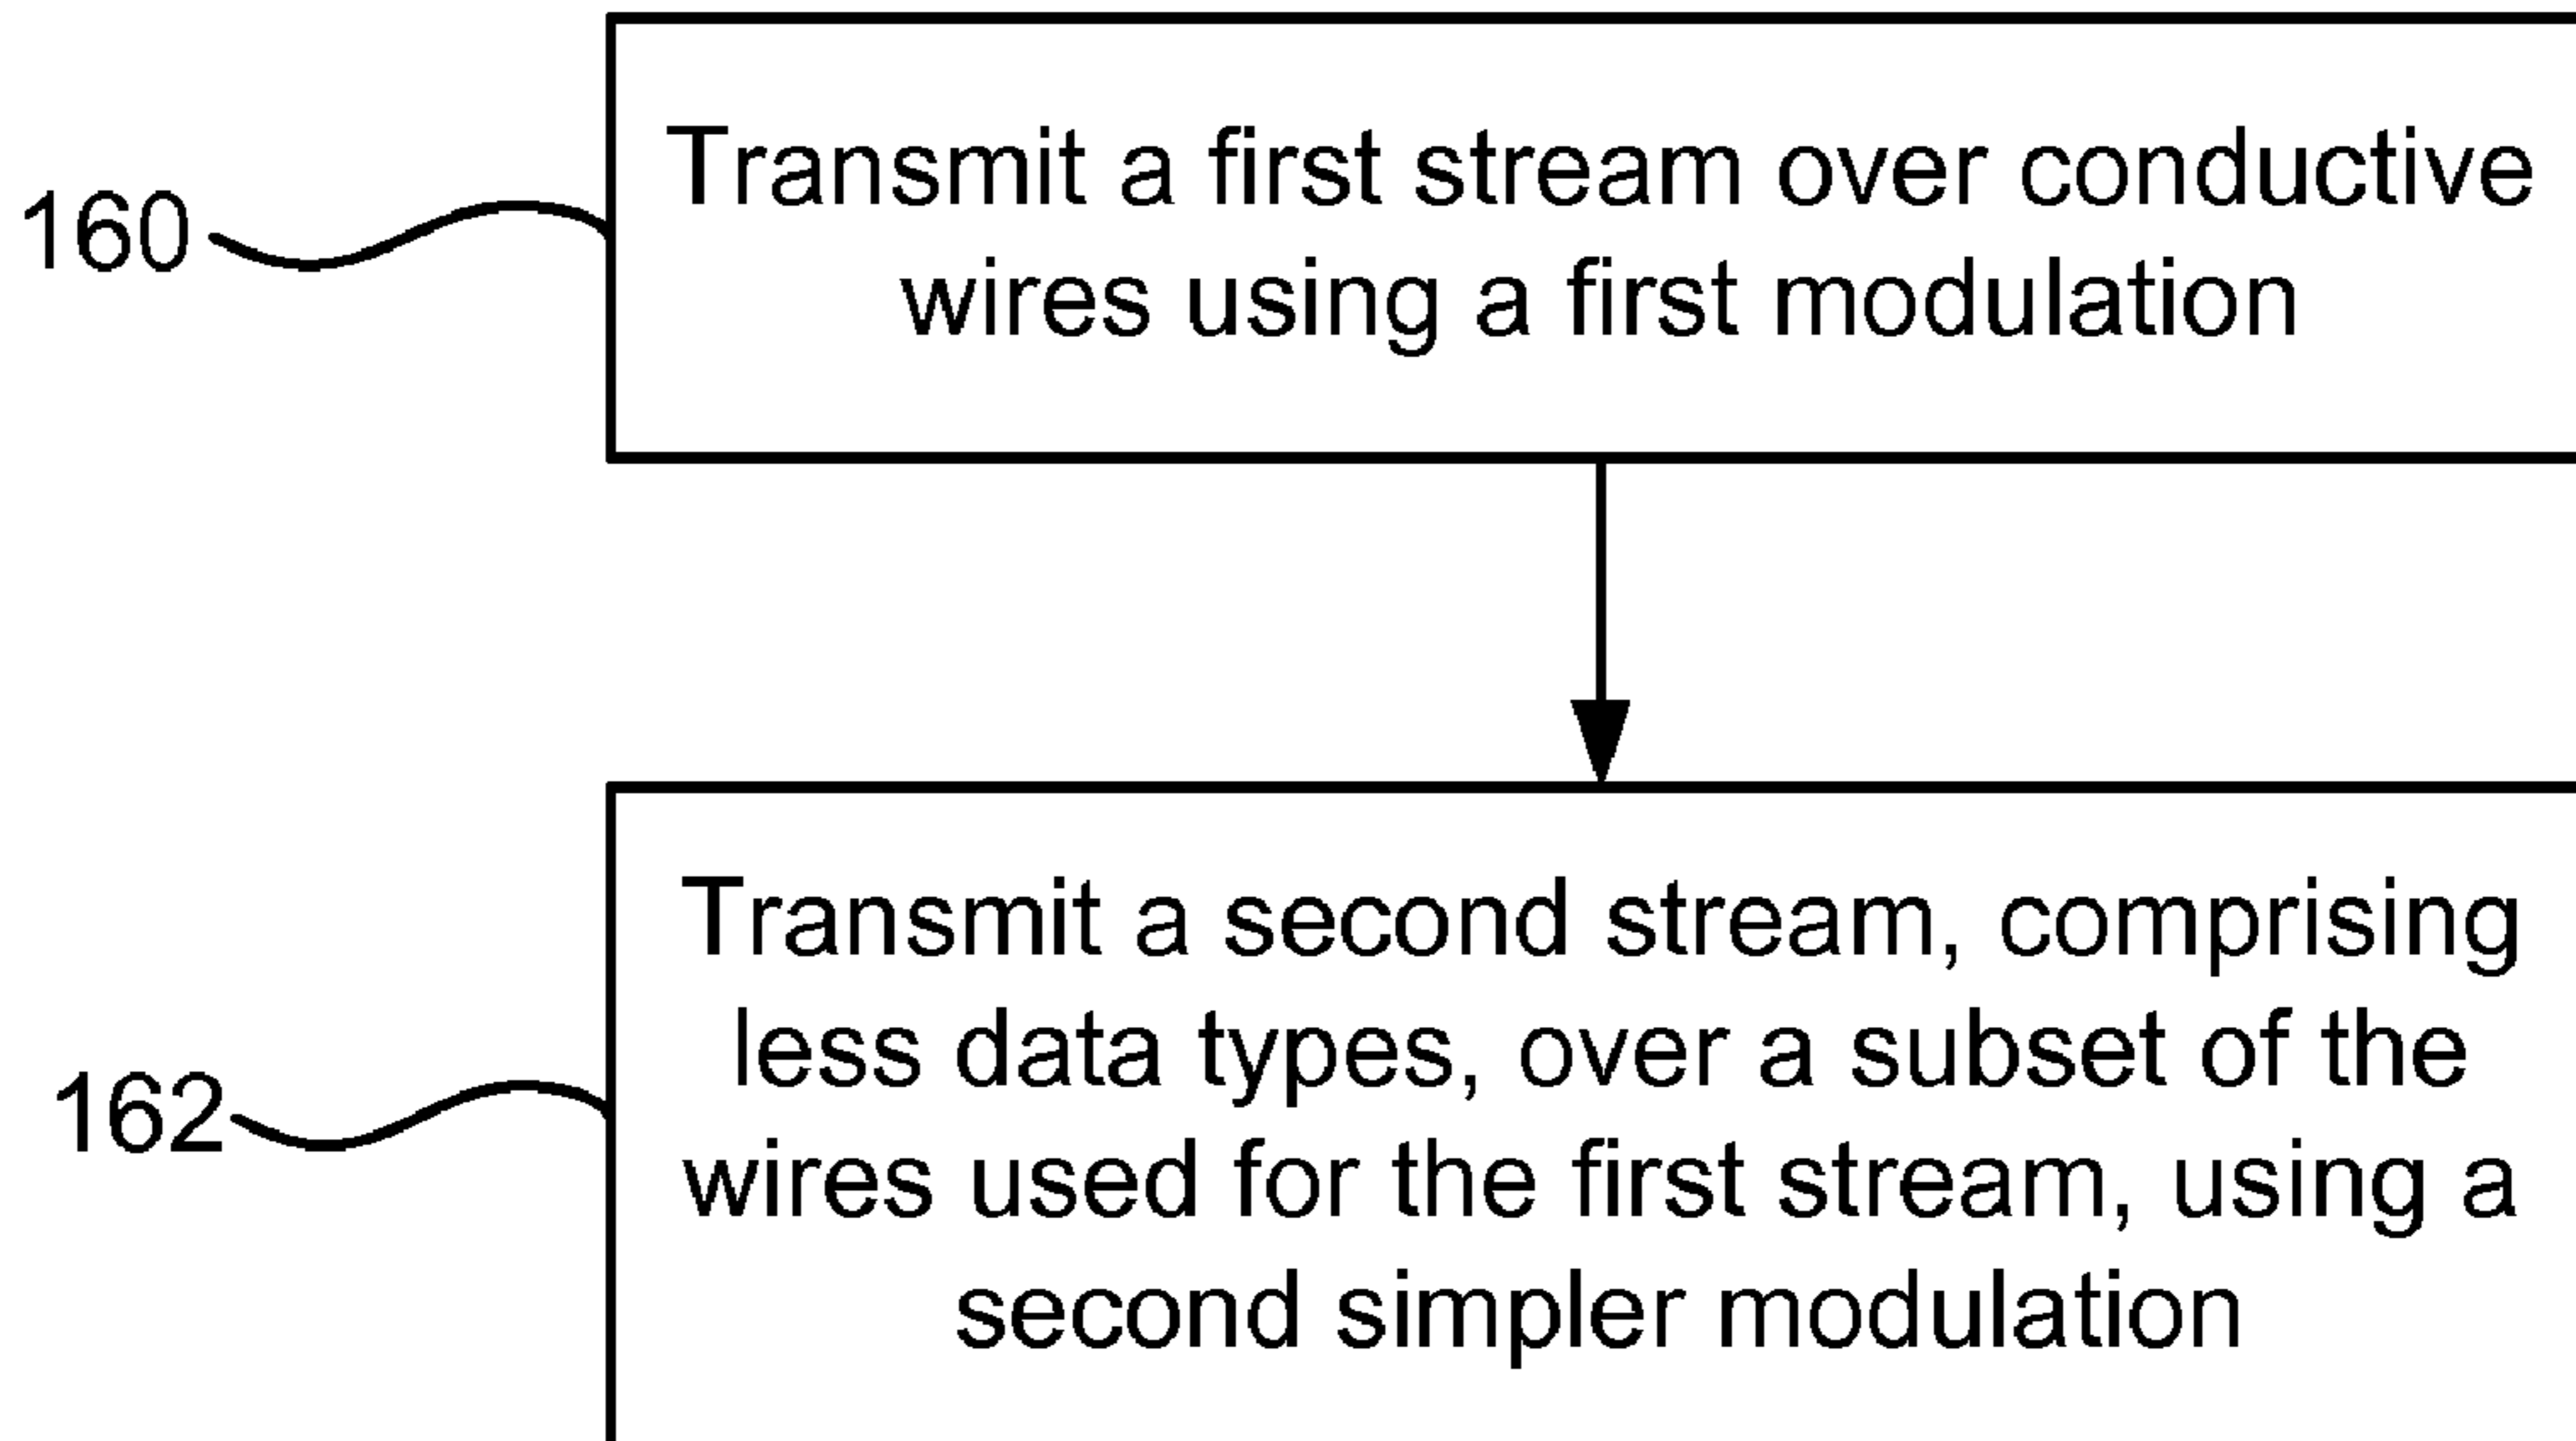 160
Transmit a first stream over conductive
wires using a first modulation
162
Transmit a second stream, comprising
less data types, over a subset of the
wires used for the first stream, using a
second simpler modulation